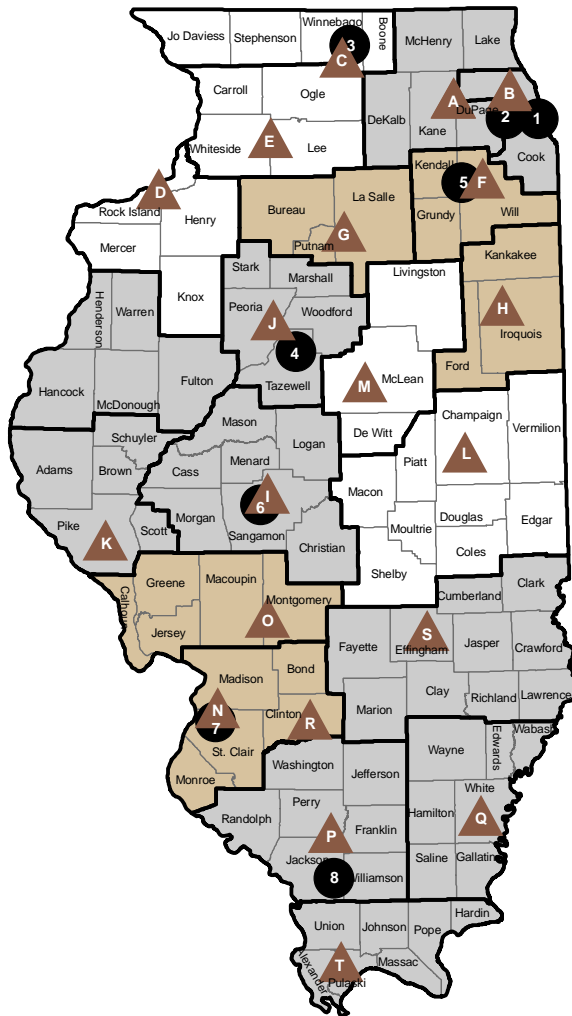 Jo Daviess
Stephenson
Winnebago
Boone
McHenry
Lake
3
C
Carroll
Ogle
DeKalb
Kane
A
DuPage
B
2
1
Cook
Whiteside
E
Lee
D
Rock Island
Henry
Mercer
Knox
Bureau
La Salle
Putnam
G
Kendall
5
F
Grundy
Will
Kankakee
H
Iroquois
Ford
Stark
Marshall
Peoria
Woodford
J
4
Tazewell
Livingston
M
McLean
De Witt
Henderson
Warren
Hancock
McDonough
Fulton
Schuyler
Adams
Brown
Pike
K
Scott
Mason
Logan
Menard
Cass
I
6
Morgan
Sangamon
Christian
Champaign
Vermilion
L
Piatt
Macon
Douglas
Edgar
Moultrie
Coles
Shelby
Greene
Macoupin
Montgomery
Jersey
O
Cumberland
Clark
Fayette
S
Effingham
Jasper
Crawford
Clay
Marion
Richland
Lawrence
Madison
Bond
N
7
Clinton
R
St. Clair
Monroe
Washington
Jefferson
Wayne
Edwards
Wabash
White
Q
Hamilton
Randolph
Perry
P
Franklin
Jackson
8
Williamson
Saline
Gallatin
Union
Johnson
Pope
Hardin
T
Massac
Alexander
Pulaski